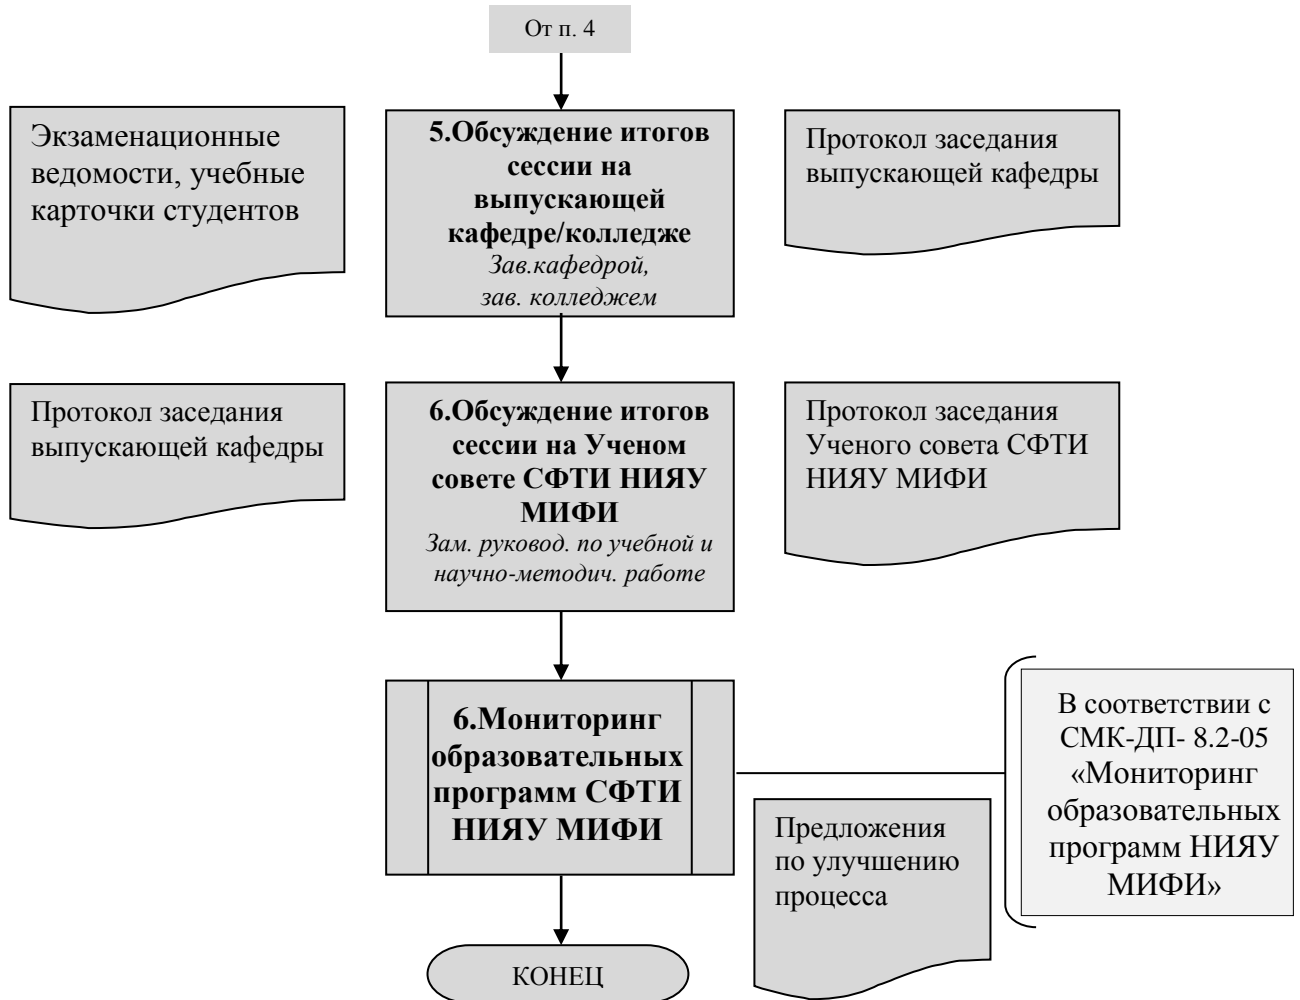 От п. 4
Экзаменационные
ведомости, учебные
карточки студентов
5.Обсуждение итогов
сессии на
выпускающей
кафедре/колледже
Зав.кафедрой,
зав. колледжем
Протокол заседания
выпускающей кафедры
Протокол заседания
выпускающей кафедры
6.Обсуждение итогов
сессии на Ученом
совете СФТИ НИЯУ
МИФИ
Зам. руковод. по учебной и
научно-методич. работе
Протокол заседания
Ученого совета СФТИ
НИЯУ МИФИ
6.Мониторинг
образовательных
программ СФТИ
НИЯУ МИФИ
В соответствии с
СМК-ДП- 8.2-05
«Мониторинг
образовательных
программ НИЯУ
МИФИ»
Предложения
по улучшению
процесса
КОНЕЦ